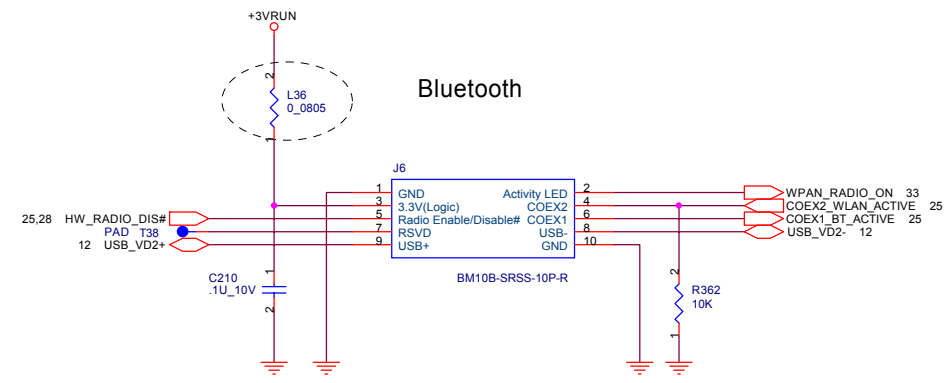 +3VRUN
2
L36
0_0805
1
Bluetooth
J6
1 GND Activity LED 2 WPAN_RADIO_ON 33
3 3.3V(Logic) COEX2 4 COEX2_WLAN_ACTIVE 25
25,28 HW_RADIO_DIS# 5 Radio Enable/Disable# COEX1 6 COEX1_BT_ACTIVE 25
PAD T38 7 RSVD USB- 8 USB_VD2- 12
12 USB_VD2+ 9 USB+ GND 10
BM10B-SRSS-10P-R
1
C210
.1U_10V
2
2
R362
10K
1